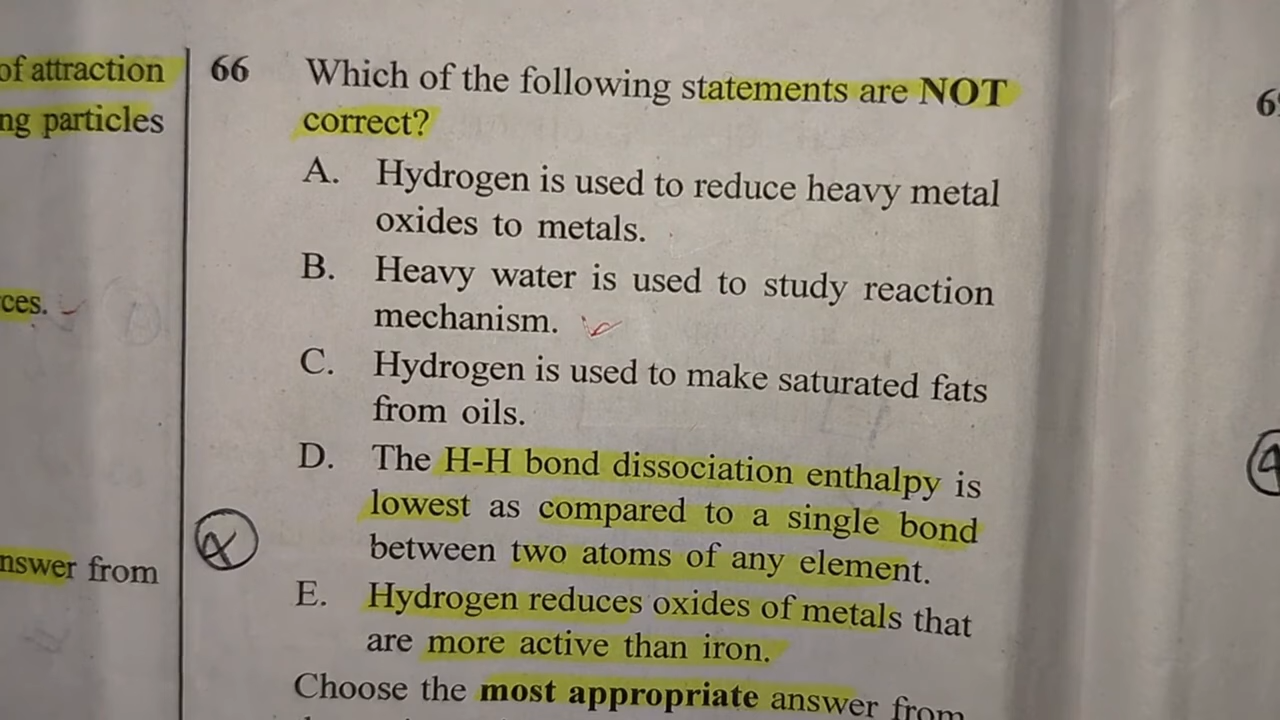 of attraction
ng particles
ces.
nswer from
66 Which of the following statements are NOT
correct?
A. Hydrogen is used to reduce heavy metal
oxides to metals.
B. Heavy water is used to study reaction
mechanism.
C. Hydrogen is used to make saturated fats
from oils.
D. The H-H bond dissociation enthalpy is
lowest as compared to a single bond
between two atoms of any element.
E. Hydrogen reduces oxides of metals that
are more active than iron.
Choose the most appropriate answer from